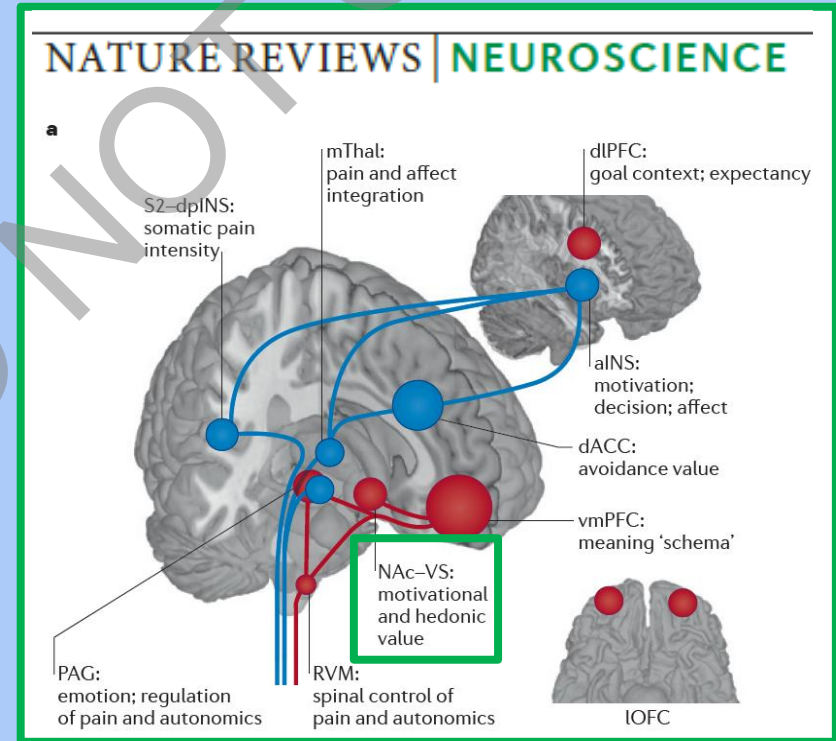 NATURE REVIEWS | NEUROSCIENCE
a
mThal:
pain and affect
integration
dlPFC:
goal context; expectancy
S2–dpINS:
somatic pain
intensity
aINS:
motivation;
decision; affect
dACC:
avoidance value
vmPFC:
meaning ‘schema’
NAc–VS:
motivational
and hedonic
value
PAG:
emotion; regulation
of pain and autonomics
RVM:
spinal control of
pain and autonomics
lOFC
NOT